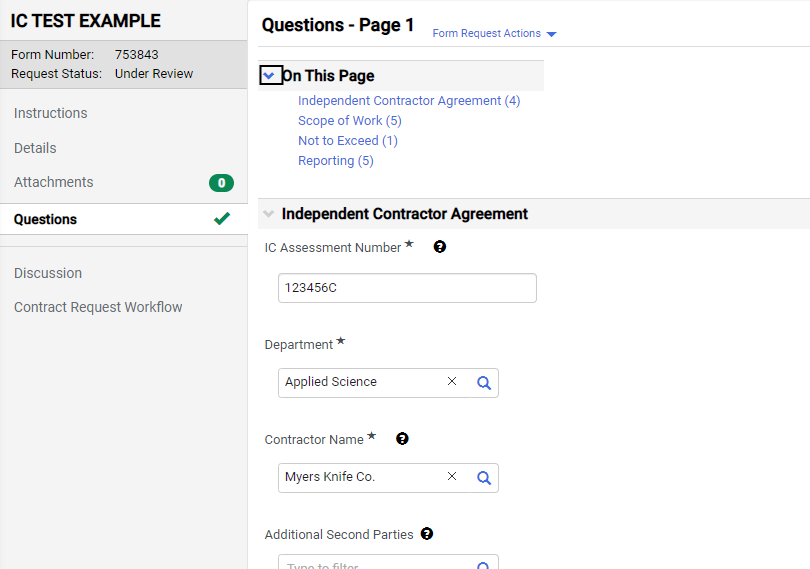 IC TEST EXAMPLE
Form Number: 753843
Request Status: Under Review
Instructions
Details
Attachments 0
Questions
Discussion
Contract Request Workflow
Questions - Page 1
Form Request Actions
On This Page
Independent Contractor Agreement (4)
Scope of Work (5)
Not to Exceed (1)
Reporting (5)
Independent Contractor Agreement
IC Assessment Number ★ ?
123456C
Department ★
Applied Science ×
Contractor Name ★ ?
Myers Knife Co. ×
Additional Second Parties ?
Type to filter